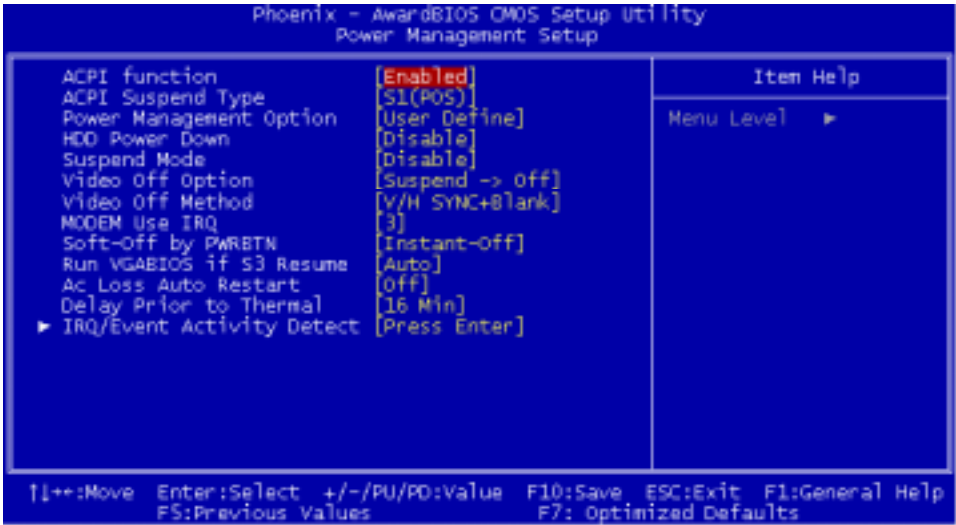 Phoenix - AwardBIOS CMOS Setup Utility
Power Management Setup
ACPI function [Enabled]
ACPI Suspend Type [S1(POS)]
Power Management Option [User Define]
HDD Power Down [Disable]
Suspend Mode [Disable]
Video Off Option [Suspend -> Off]
Video Off Method [V/H SYNC+Blank]
MODEM Use IRQ [3]
Soft-Off by PWRBTN [Instant-Off]
Run VGABIOS if S3 Resume [Auto]
Ac Loss Auto Restart [Off]
Delay Prior to Thermal [16 Min]
► IRQ/Event Activity Detect [Press Enter]
Item Help
Menu Level ►
↑↓→←:Move Enter:Select +/-/PU/PD:Value F10:Save ESC:Exit F1:General Help
F5:Previous Values F7: Optimized Defaults